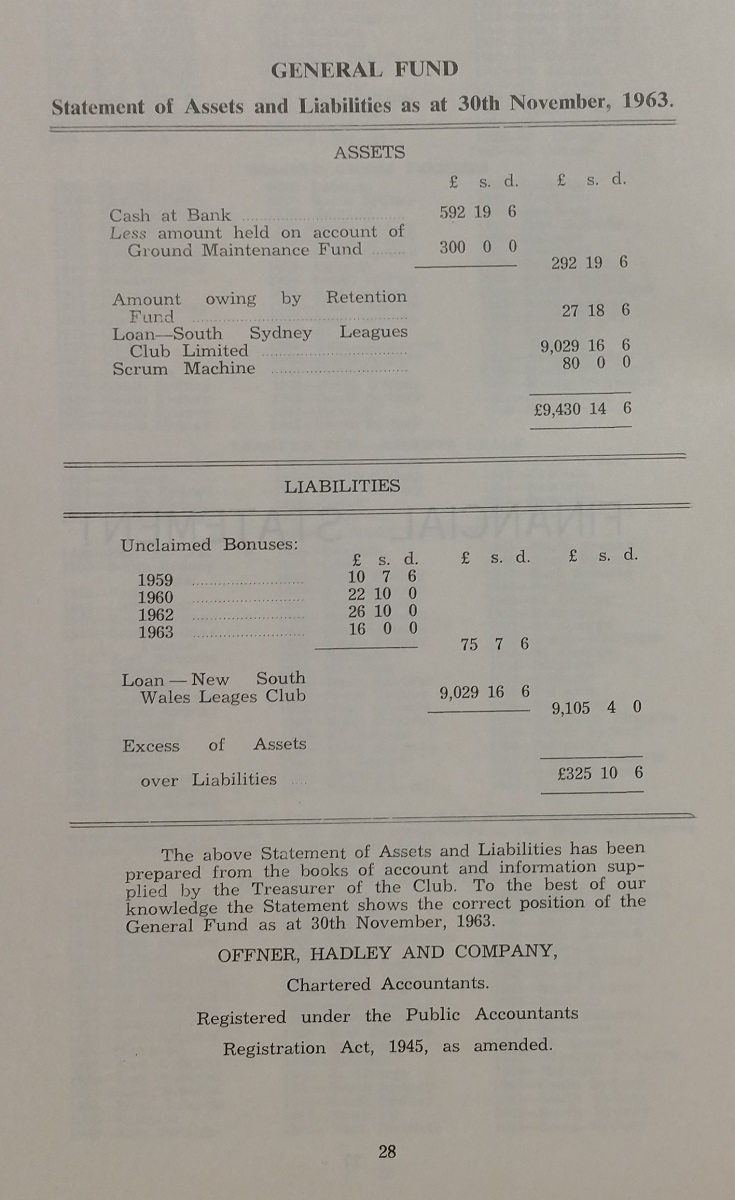 GENERAL FUND
Statement of Assets and Liabilities as at 30th November, 1963.
ASSETS
£ s. d. £ s. d.
Cash at Bank 592 19 6
Less amount held on account of
Ground Maintenance Fund 300 0 0
292 19 6
Amount owing by Retention
Fund 27 18 6
Loan—South Sydney Leagues
Club Limited 9,029 16 6
Scrum Machine 80 0 0
£9,430 14 6
LIABILITIES
Unclaimed Bonuses:
£ s. d. £ s. d. £ s. d.
1959 10 7 6
1960 22 10 0
1962 26 10 0
1963 16 0 0
75 7 6
Loan — New South
Wales Leages Club 9,029 16 6
9,105 4 0
Excess of Assets
over Liabilities £325 10 6
The above Statement of Assets and Liabilities has been
prepared from the books of account and information sup-
plied by the Treasurer of the Club. To the best of our
knowledge the Statement shows the correct position of the
General Fund as at 30th November, 1963.
OFFNER, HADLEY AND COMPANY,
Chartered Accountants.
Registered under the Public Accountants
Registration Act, 1945, as amended.
28